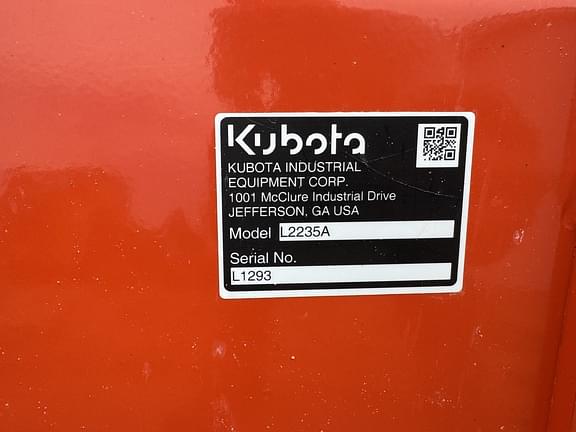 Kubota
KUBOTA INDUSTRIAL
EQUIPMENT CORP.
1001 McClure Industrial Drive
JEFFERSON, GA USA
Model L2235A
Serial No.
L1293